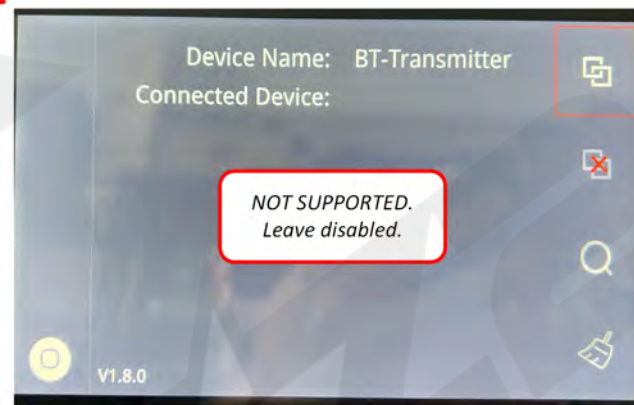 Device Name: BT-Transmitter
Connected Device:
NOT SUPPORTED.
Leave disabled.
V1.8.0